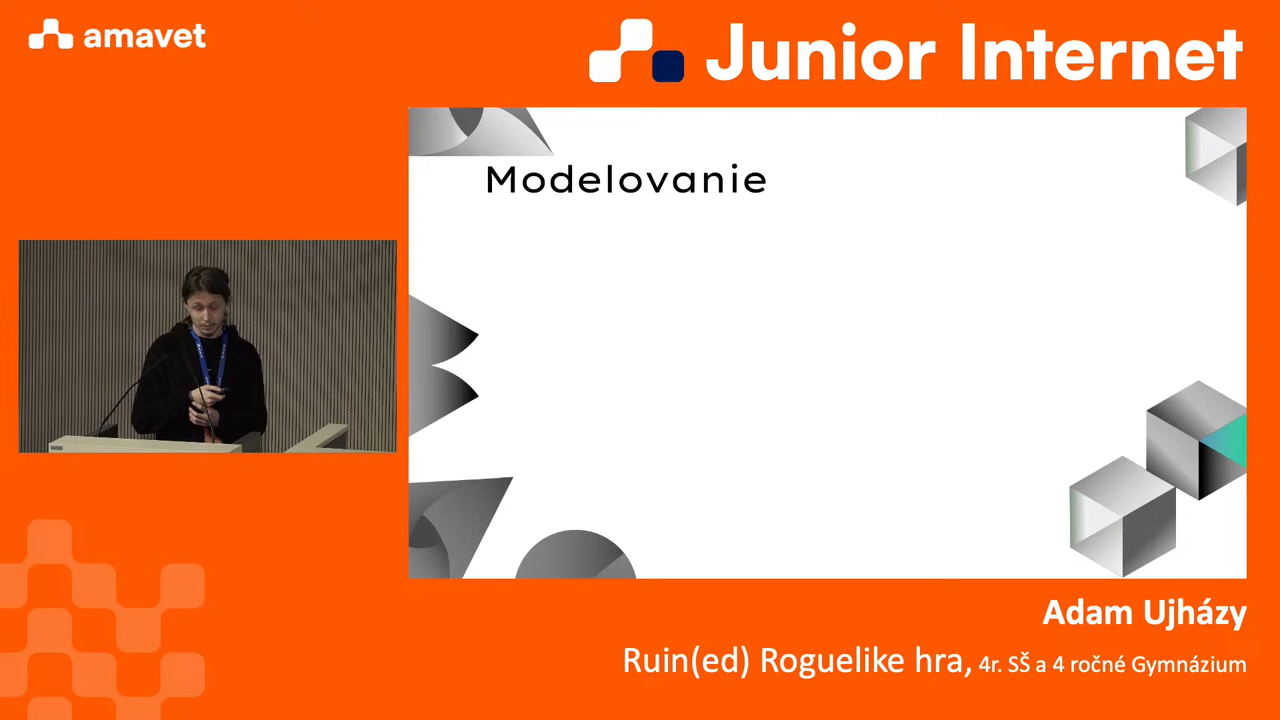 amavet
Junior Internet
Modelovanie
Adam Ujházy
Ruin(ed) Roguelike hra, 4r. SŠ a 4 ročné Gymnázium